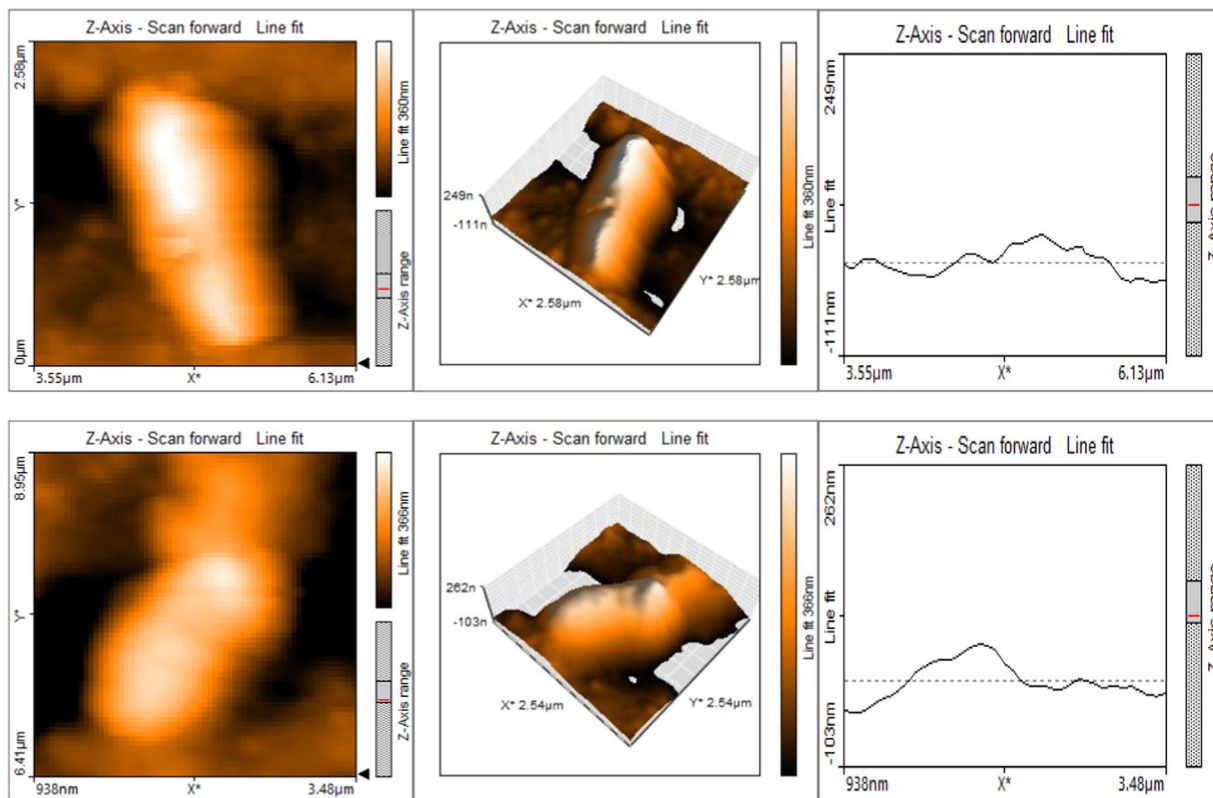 Z-Axis - Scan forward   Line fit
2.58µm
Y*
0µm
3.55µm
X*
6.13µm
Line fit 360nm
Z-Axis range
Z-Axis - Scan forward   Line fit
249n
-111n
X* 2.58µm
Y* 2.58µm
Line fit 360nm
Z-Axis - Scan forward   Line fit
249nm
Line fit
-111nm
3.55µm
X*
6.13µm
Z-Axis range
Z-Axis - Scan forward   Line fit
8.95µm
Y*
6.41µm
938nm
X*
3.48µm
Line fit 366nm
Z-Axis range
Z-Axis - Scan forward   Line fit
262n
-103n
X* 2.54µm
Y* 2.54µm
Line fit 366nm
Z-Axis - Scan forward   Line fit
262nm
Line fit
-103nm
938nm
X*
3.48µm
Z-Axis range